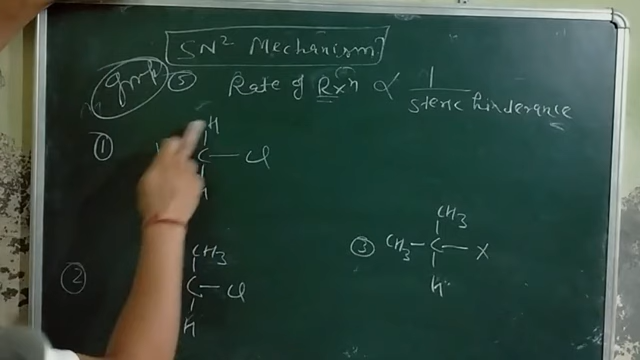 SN² Mechanism
Imp ⑤ Rate of Rxn ∝ 1 / steric hinderance
① H
C — Cl
H
CH3
② C — Cl
H
CH3
③ CH3 — C — X
H